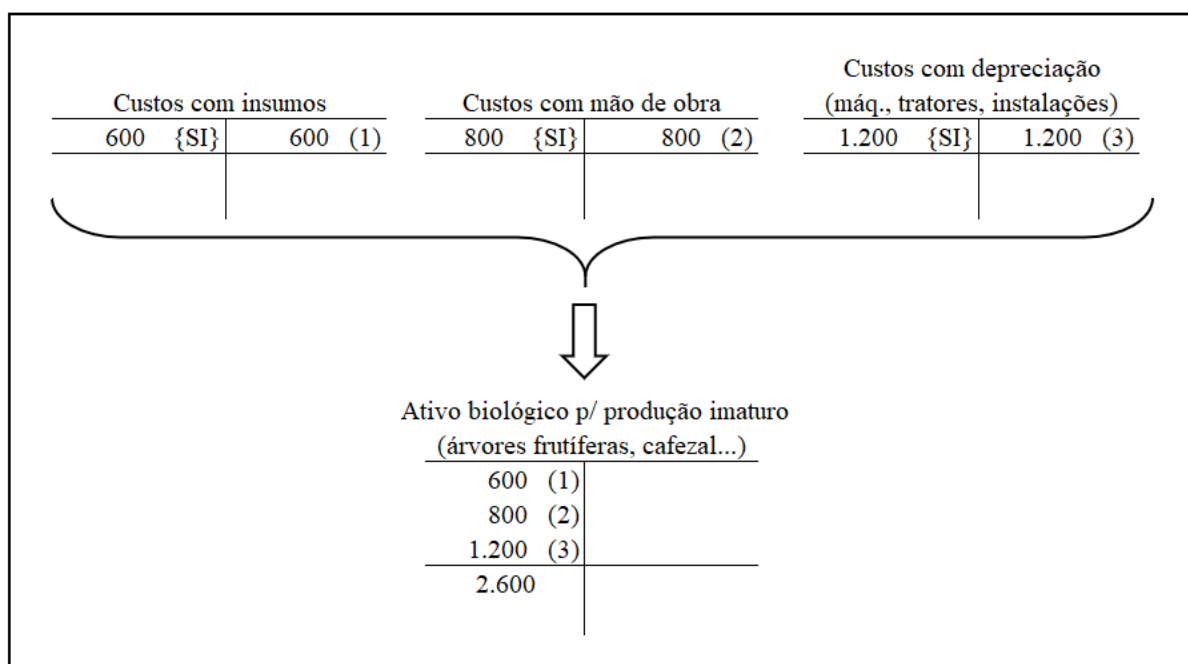 Custos com depreciação
Custos com insumos Custos com mão de obra (máq., tratores, instalações)
600 {SI} 600 (1) 800 {SI} 800 (2) 1.200 {SI} 1.200 (3)
Ativo biológico p/ produção imaturo
(árvores frutíferas, cafezal...)
600 (1)
800 (2)
1.200 (3)
2.600